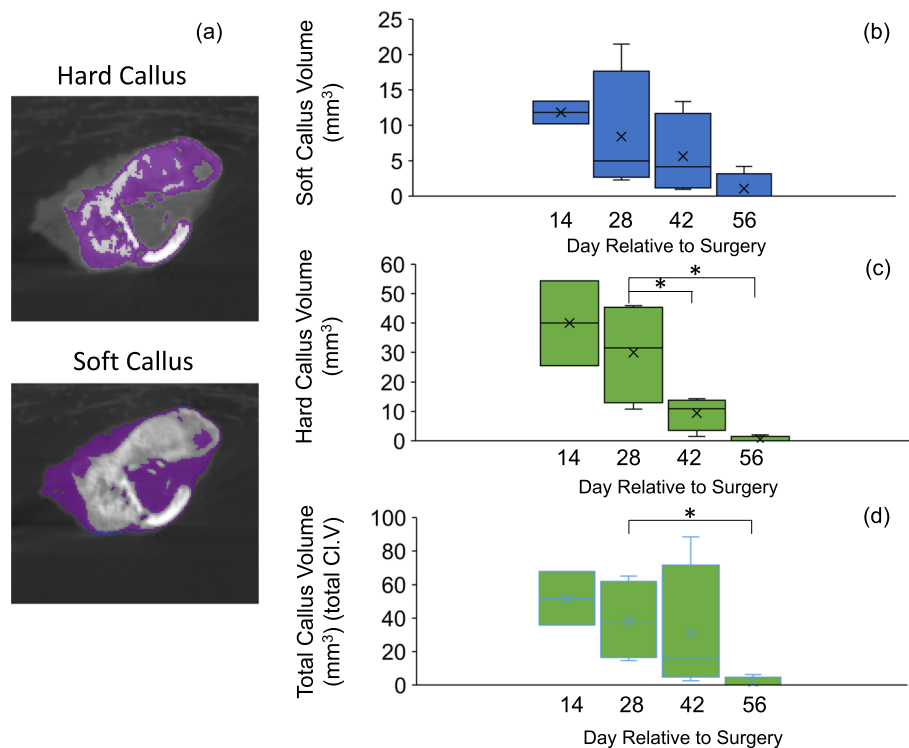 (a)
Hard Callus
Soft Callus
(b)
Soft Callus Volume
(mm³)
25
20
15
10
5
0
14 28 42 56
Day Relative to Surgery
(c)
Hard Callus Volume
(mm³)
60
50
40
30
20
10
0
*
*
14 28 42 56
Day Relative to Surgery
(d)
Total Callus Volume
(mm³) (total Cl.V)
100
80
60
40
20
0
*
14 28 42 56
Day Relative to Surgery